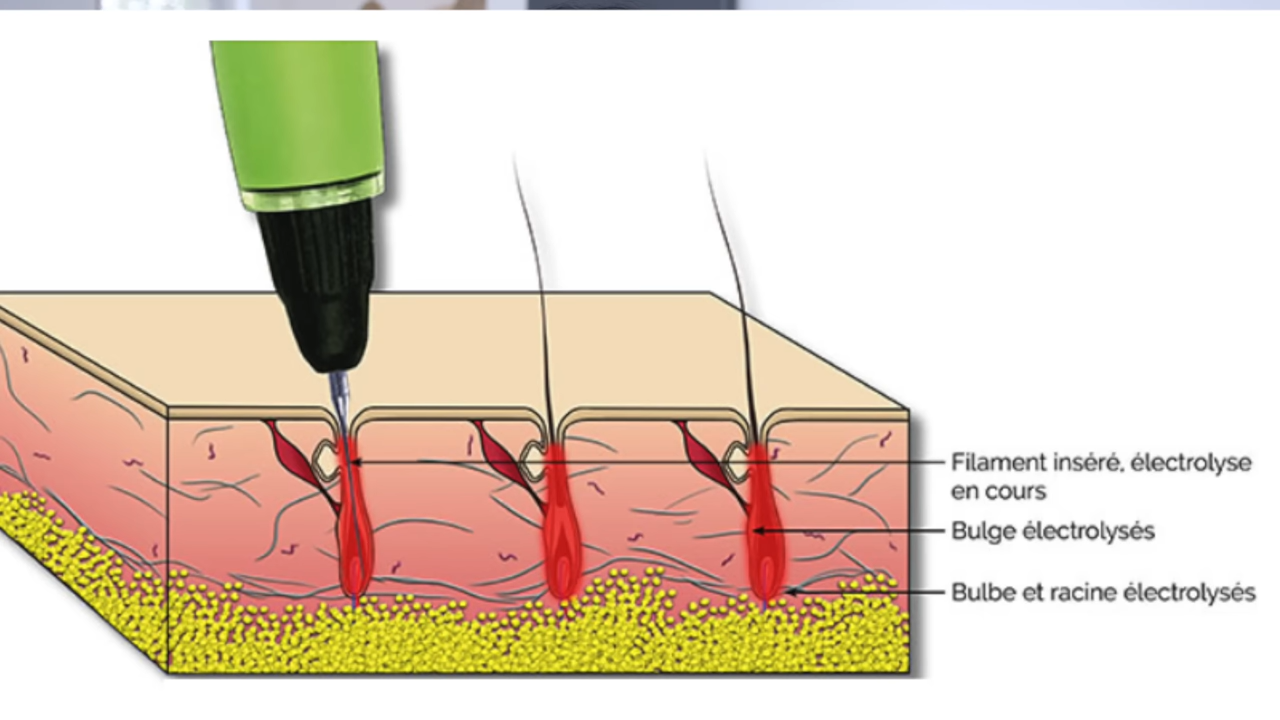 Filament inséré, électrolyse
en cours
Bulge électrolysés
Bulbe et racine électrolysés